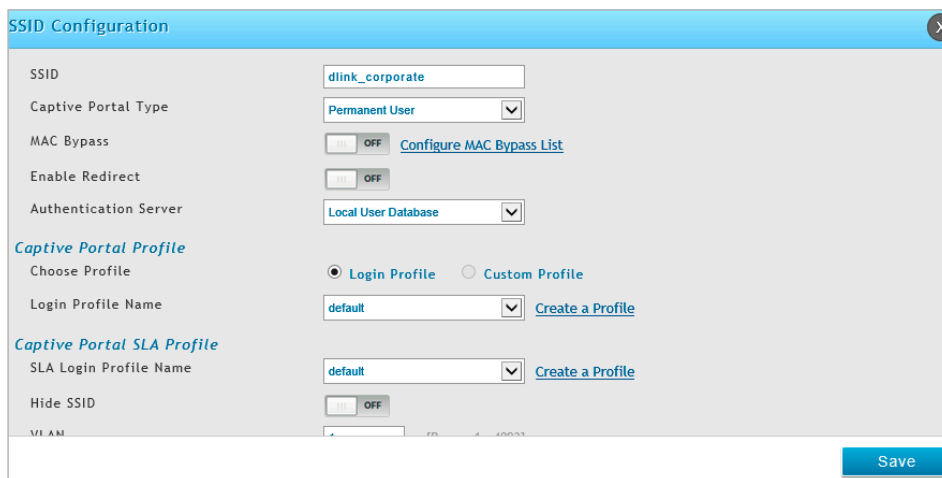 SSID Configuration
X
SSID dlink_corporate
Captive Portal Type Permanent User
MAC Bypass OFF Configure MAC Bypass List
Enable Redirect OFF
Authentication Server Local User Database
Captive Portal Profile
Choose Profile Login Profile Custom Profile
Login Profile Name default Create a Profile
Captive Portal SLA Profile
SLA Login Profile Name default Create a Profile
Hide SSID OFF
VLAN
Save